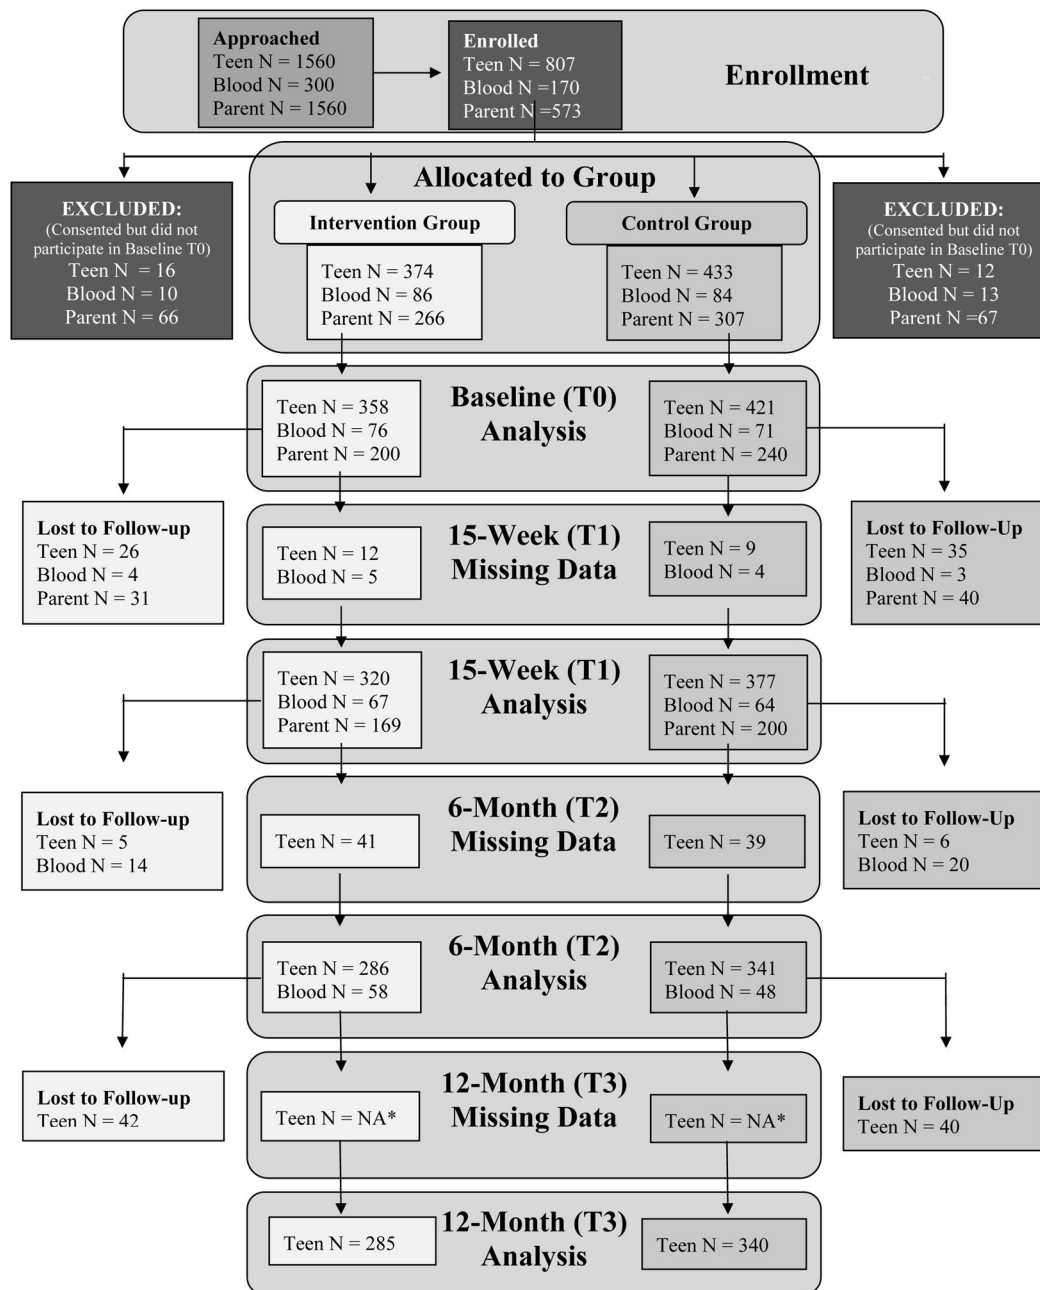 Approached
Teen N = 1560
Blood N = 300
Parent N = 1560
Enrolled
Teen N = 807
Blood N =170
Parent N =573
Enrollment
Allocated to Group
EXCLUDED:
(Consented but did not
participate in Baseline T0)
Teen N = 16
Blood N = 10
Parent N = 66
Intervention Group
Teen N = 374
Blood N = 86
Parent N = 266
Control Group
Teen N = 433
Blood N = 84
Parent N = 307
EXCLUDED:
(Consented but did not
participate in Baseline T0)
Teen N = 12
Blood N = 13
Parent N =67
Baseline (T0)
Analysis
Teen N = 358
Blood N = 76
Parent N = 200
Teen N = 421
Blood N = 71
Parent N = 240
Lost to Follow-up
Teen N = 26
Blood N = 4
Parent N = 31
15-Week (T1)
Missing Data
Teen N = 12
Blood N = 5
Teen N = 9
Blood N = 4
Lost to Follow-Up
Teen N = 35
Blood N = 3
Parent N = 40
15-Week (T1)
Analysis
Teen N = 320
Blood N = 67
Parent N = 169
Teen N = 377
Blood N = 64
Parent N = 200
Lost to Follow-up
Teen N = 5
Blood N = 14
6-Month (T2)
Missing Data
Teen N = 41
Teen N = 39
Lost to Follow-Up
Teen N = 6
Blood N = 20
6-Month (T2)
Analysis
Teen N = 286
Blood N = 58
Teen N = 341
Blood N = 48
Lost to Follow-up
Teen N = 42
12-Month (T3)
Missing Data
Teen N = NA*
Teen N = NA*
Lost to Follow-Up
Teen N = 40
12-Month (T3)
Analysis
Teen N = 285
Teen N = 340